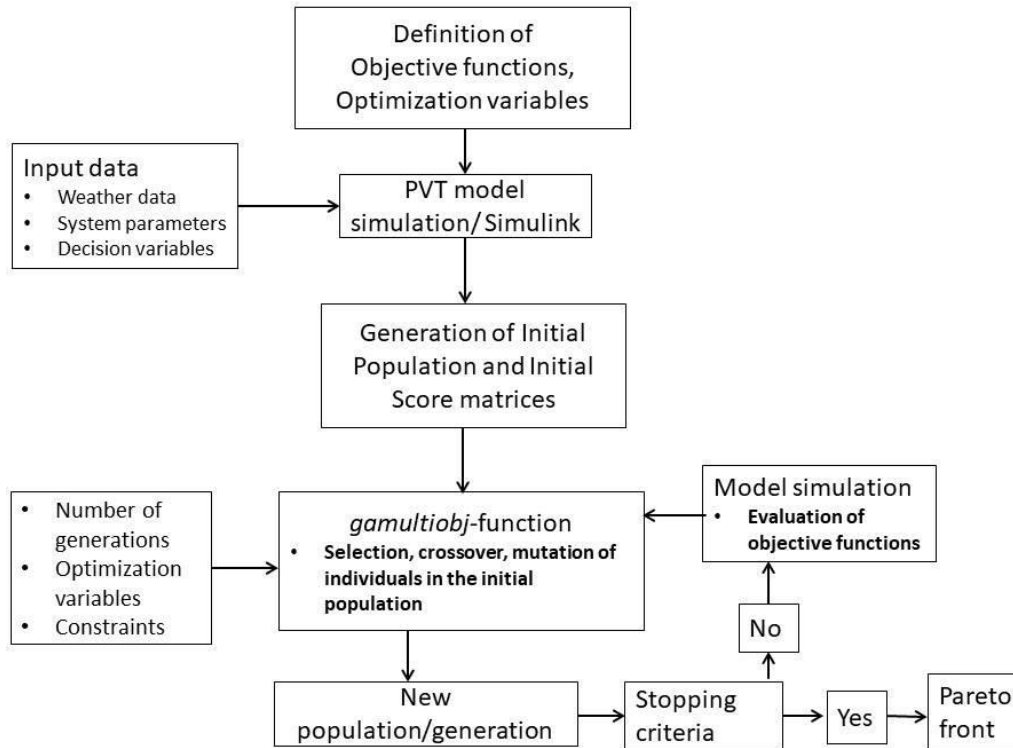 Definition of
Objective functions,
Optimization variables
Input data
• Weather data
• System parameters
• Decision variables
PVT model
simulation/ Simulink
Generation of Initial
Population and Initial
Score matrices
• Number of
generations
• Optimization
variables
• Constraints
gamultiobj-function
• Selection, crossover, mutation of
individuals in the initial
population
Model simulation
• Evaluation of
objective functions
No
New
population/generation
Stopping
criteria
Yes
Pareto
front